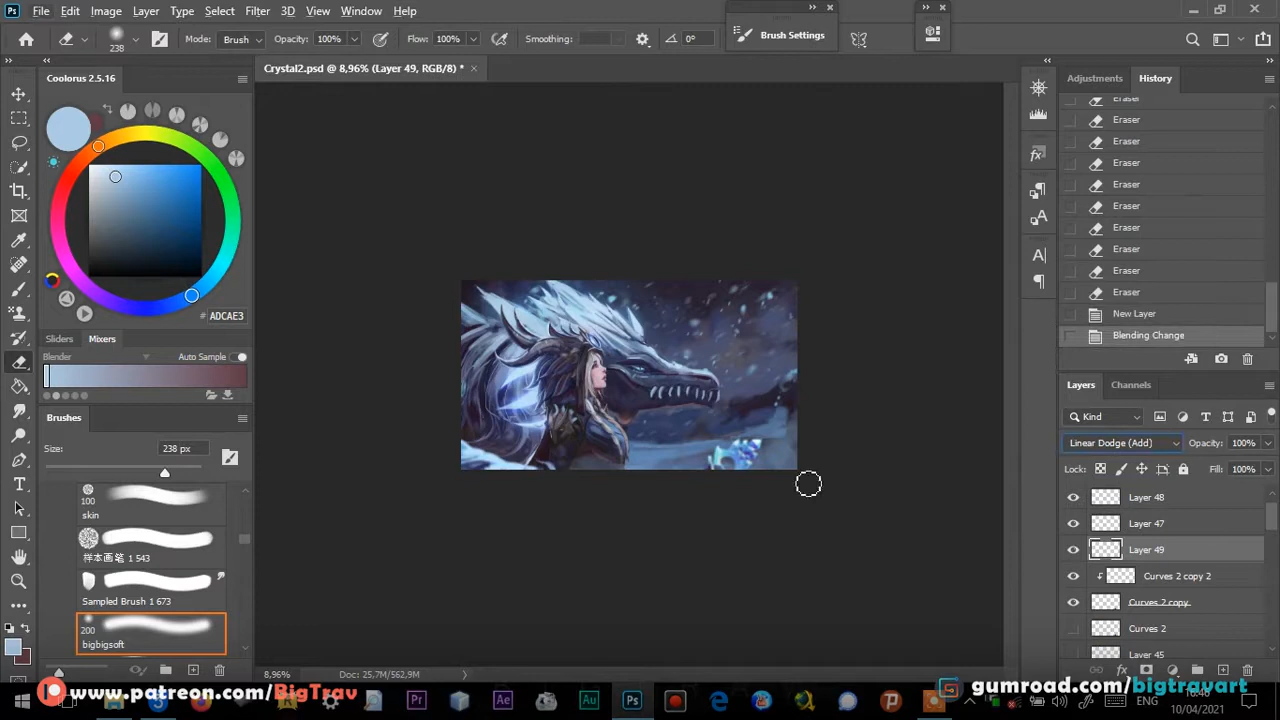 Ps File Edit Image Layer Type Select Filter 3D View Window Help
238 Mode: Brush Opacity: 100% Flow: 100% Smoothing: 0° Brush Settings
Crystal2.psd @ 8,96% (Layer 49, RGB/8) *
Coolorus 2.5.16
# ADCAE3
Sliders Mixers
Blender Auto Sample
Brushes
Size: 238 px
100
skin
样本画笔 1 543
Sampled Brush 1 673
200
bigbigsoft
Adjustments History
Eraser
Eraser
Eraser
Eraser
Eraser
Eraser
Eraser
Eraser
Eraser
Eraser
New Layer
Blending Change
Layers Channels
Kind
Linear Dodge (Add) Opacity: 100%
Lock: Fill: 100%
Layer 48
Layer 47
Layer 49
Curves 2 copy 2
Curves 2 copy
Curves 2
Layer 45
8,96% Doc: 25,7M/562,9M
www.patreon.com/BigTrav
Pr Ae Au Ps
gumroad.com/bigtravart
ENG
10/04/2021